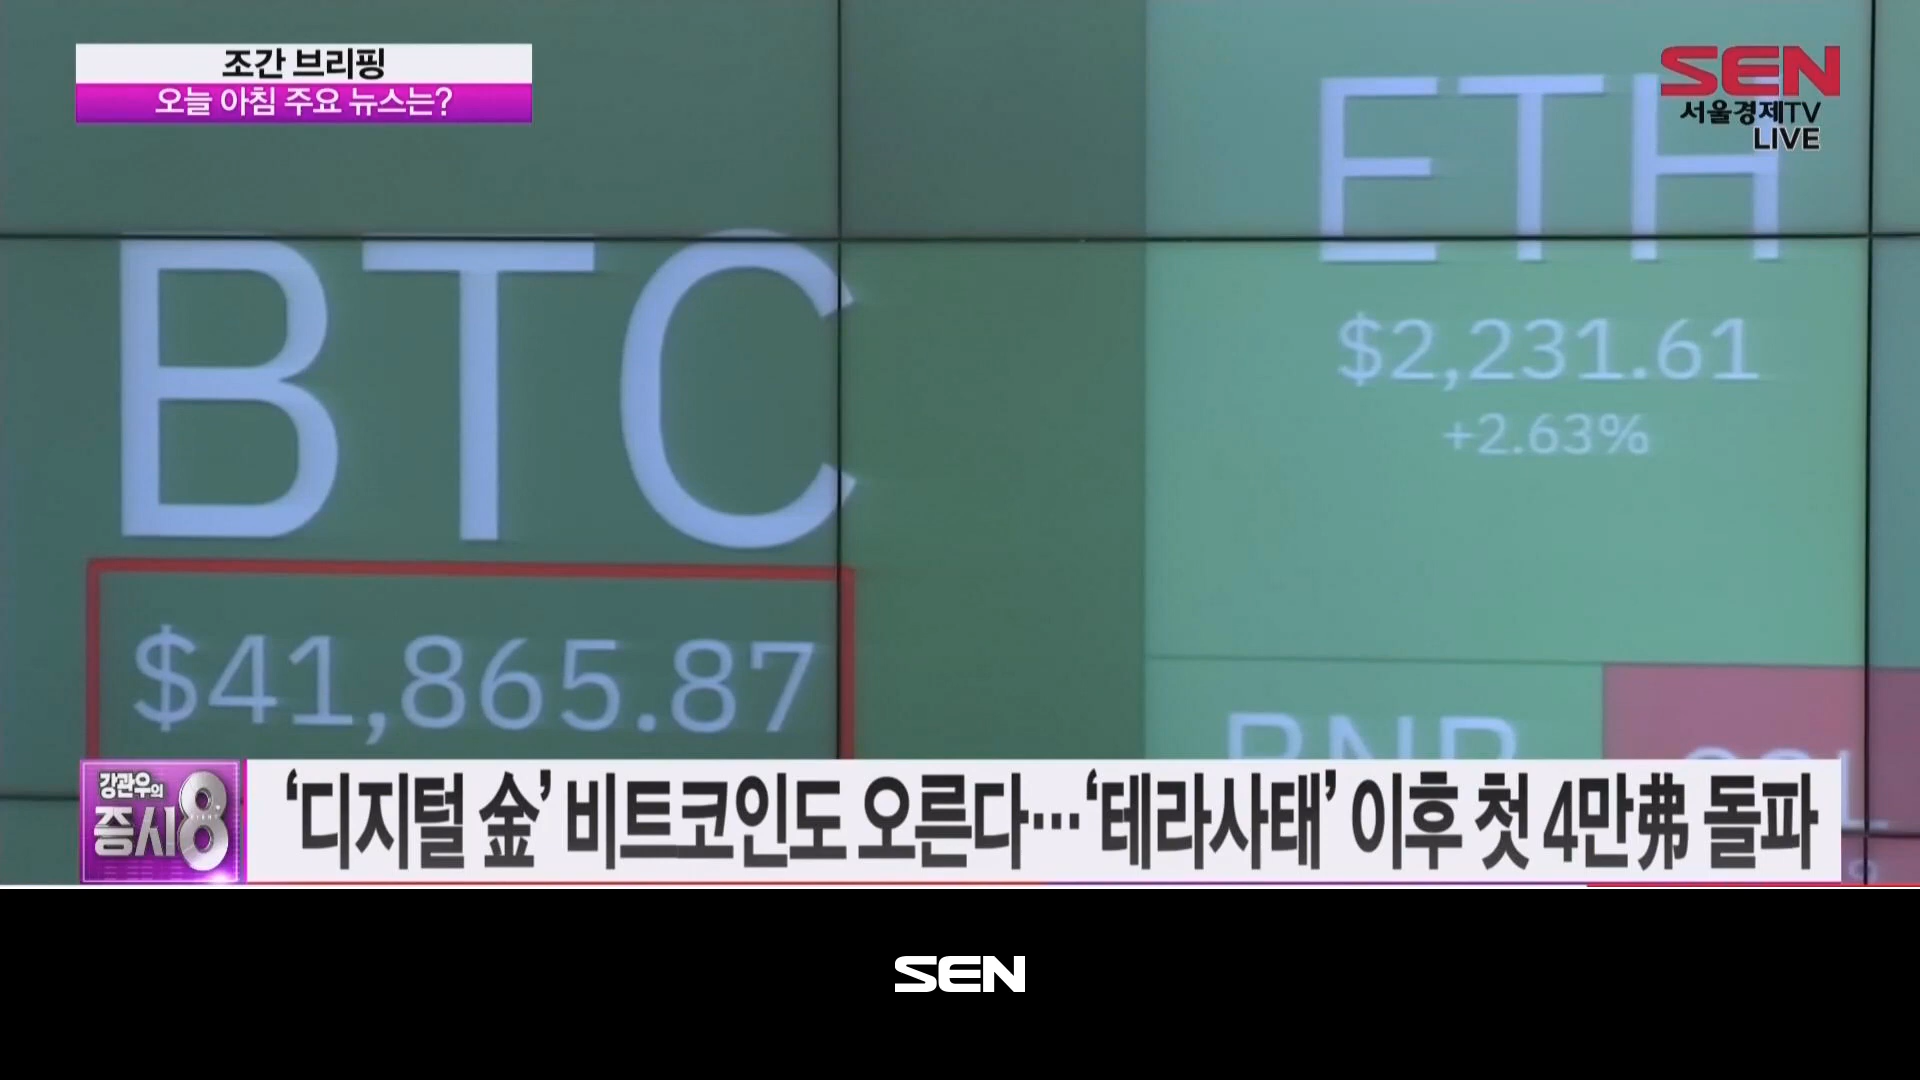 조간 브리핑
오늘 아침 주요 뉴스는?
SEN
서울경제TV
LIVE
BTC
$41,865.87
ETH
$2,231.61
+2.63%
BNB
강관우의
증시8
EIGHT
‘디지털 金’ 비트코인도 오른다…‘테라사태’ 이후 첫 4만弗 돌파
SEN